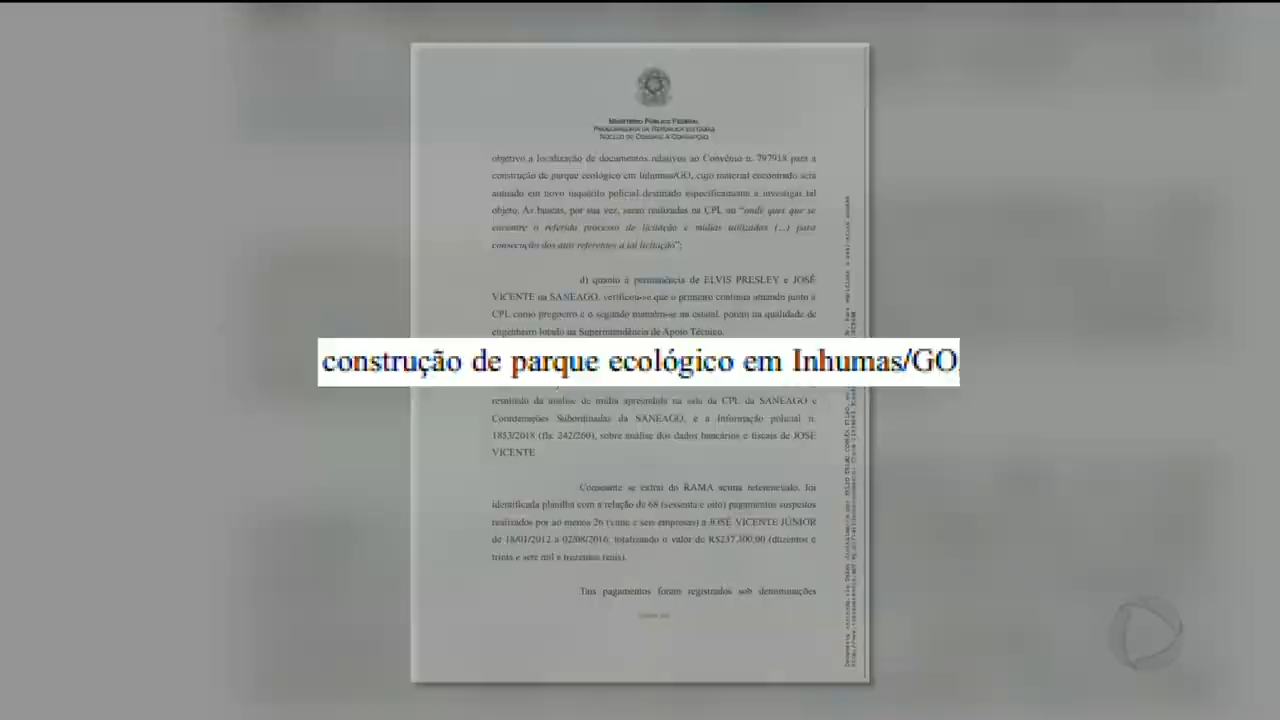 MINISTÉRIO PÚBLICO FEDERAL
PROCURADORIA DA REPÚBLICA EM GOIÁS
NÚCLEO DE COMBATE À CORRUPÇÃO
objetivo a localização de documentos relativos ao Convênio n. 797918 para a
construção de parque ecológico em Inhumas/GO, cujo material encontrado será
autuado em novo inquérito policial destinado especificamente a investigar tal
objeto. As buscas, por sua vez, serão realizadas na CPL ou "onde quer que se
encontre o referido processo de licitação e mídias utilizadas (...) para
consecução dos atos referentes a tal licitação";
d) quanto à permanência de ELVIS PRESLEY e JOSÉ
VICENTE na SANEAGO, verificou-se que o primeiro continua atuando junto à
CPL como pregoeiro e o segundo mantém-se na estatal, porém na qualidade de
engenheiro lotado na Superintendência de Apoio Técnico.
construção de parque ecológico em Inhumas/GO,
resultado da análise de mídia apreendida na sala da CPL da SANEAGO e
Coordenações Subordinadas da SANEAGO, e a Informação policial n.
1853/2018 (fls. 242/260), sobre análise dos dados bancários e fiscais de JOSÉ
VICENTE
Consoante se extrai do RAMA acima referenciado, foi
identificada planilha com a relação de 68 (sessenta e oito) pagamentos suspeitos
realizados por ao menos 26 (vinte e seis empresas) a JOSÉ VICENTE JÚNIOR
de 18/01/2012 a 02/08/2016, totalizando o valor de R$237.300,00 (duzentos e
trinta e sete mil e trezentos reais).
Tais pagamentos foram registrados sob denominações